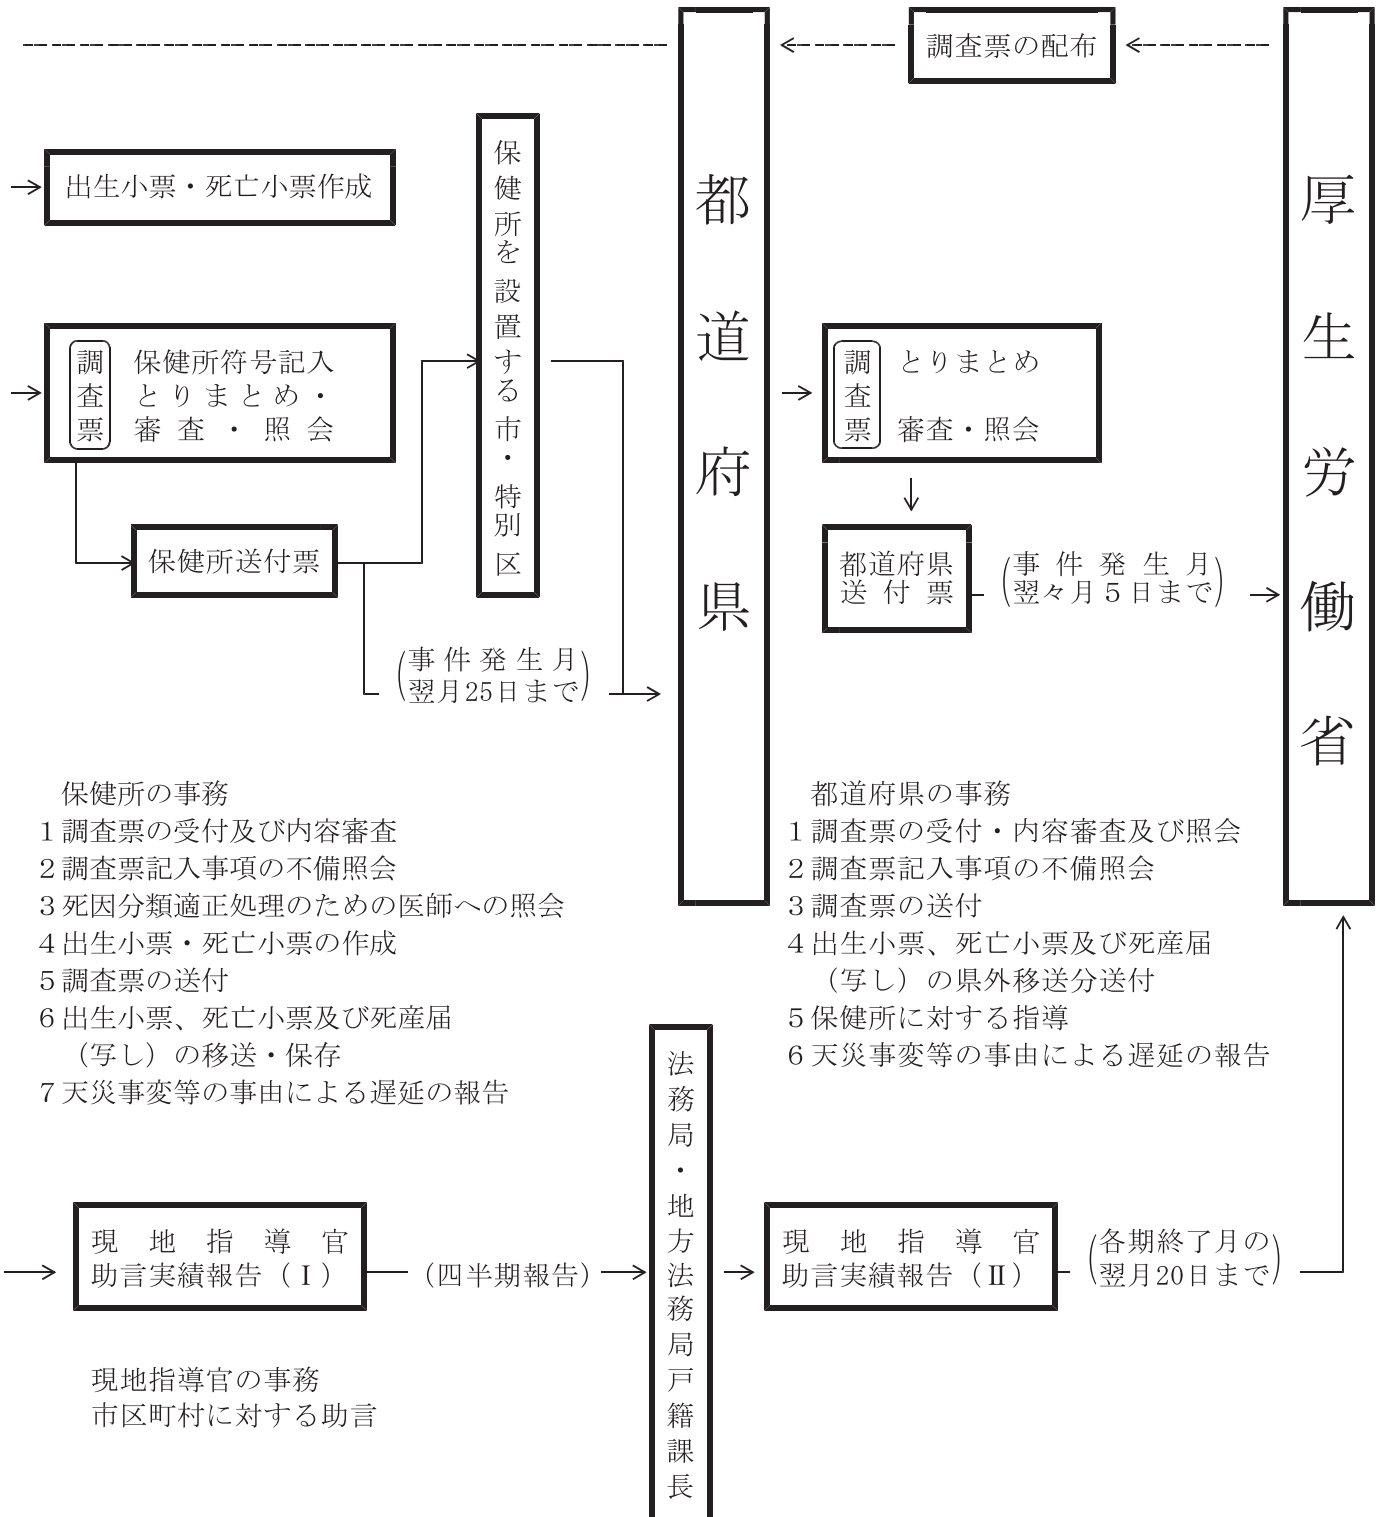 調査票の配布
出生小票・死亡小票作成
調査票
保健所符号記入
とりまとめ・
審査・照会
保健所送付票
(事件発生月
翌月25日まで)
保健所を設置する市・特別区
都道府県
調査票
とりまとめ
審査・照会
都道府県
送付票
(事件発生月
翌々月5日まで)
厚生労働省
保健所の事務
1調査票の受付及び内容審査
2調査票記入事項の不備照会
3死因分類適正処理のための医師への照会
4出生小票・死亡小票の作成
5調査票の送付
6出生小票、死亡小票及び死産届
（写し）の移送・保存
7天災事変等の事由による遅延の報告
都道府県の事務
1調査票の受付・内容審査及び照会
2調査票記入事項の不備照会
3調査票の送付
4出生小票、死亡小票及び死産届
（写し）の県外移送分送付
5保健所に対する指導
6天災事変等の事由による遅延の報告
現地指導官
助言実績報告（Ⅰ）
（四半期報告）
法務局・地方法務局戸籍課長
現地指導官
助言実績報告（Ⅱ）
(各期終了月の
翌月20日まで)
現地指導官の事務
市区町村に対する助言